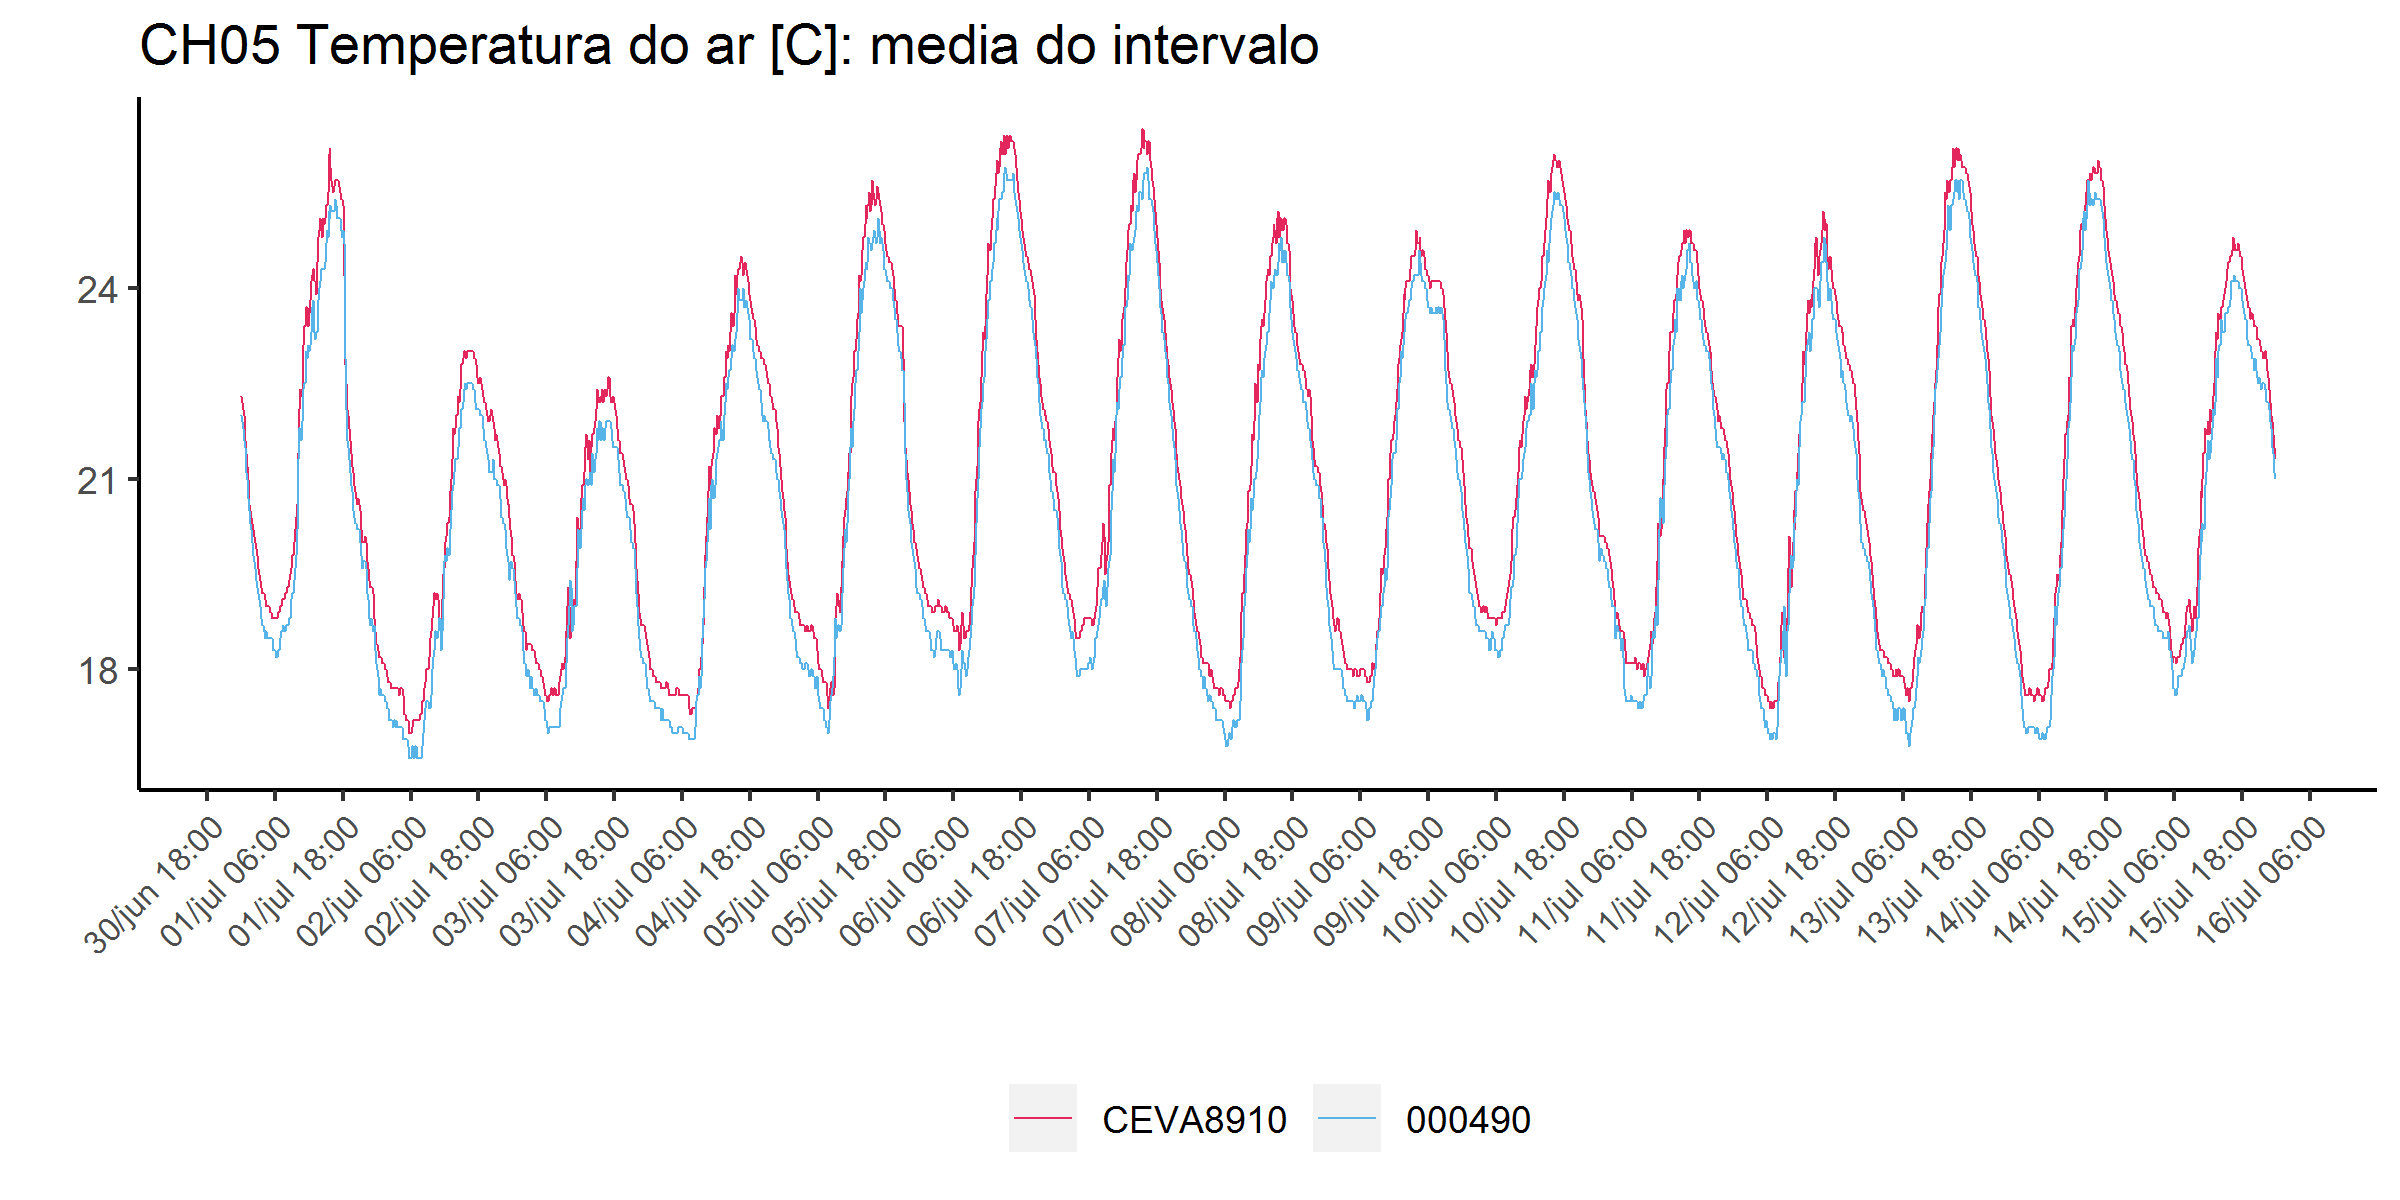 CH05 Temperatura do ar [C]: media do intervalo
24
21
18
30/jun 18:00
01/jul 06:00
01/jul 18:00
02/jul 06:00
02/jul 18:00
03/jul 06:00
03/jul 18:00
04/jul 06:00
04/jul 18:00
05/jul 06:00
05/jul 18:00
06/jul 06:00
06/jul 18:00
07/jul 06:00
07/jul 18:00
08/jul 06:00
08/jul 18:00
09/jul 06:00
09/jul 18:00
10/jul 06:00
10/jul 18:00
11/jul 06:00
11/jul 18:00
12/jul 06:00
12/jul 18:00
13/jul 06:00
13/jul 18:00
14/jul 06:00
14/jul 18:00
15/jul 06:00
15/jul 18:00
16/jul 06:00
CEVA8910
000490